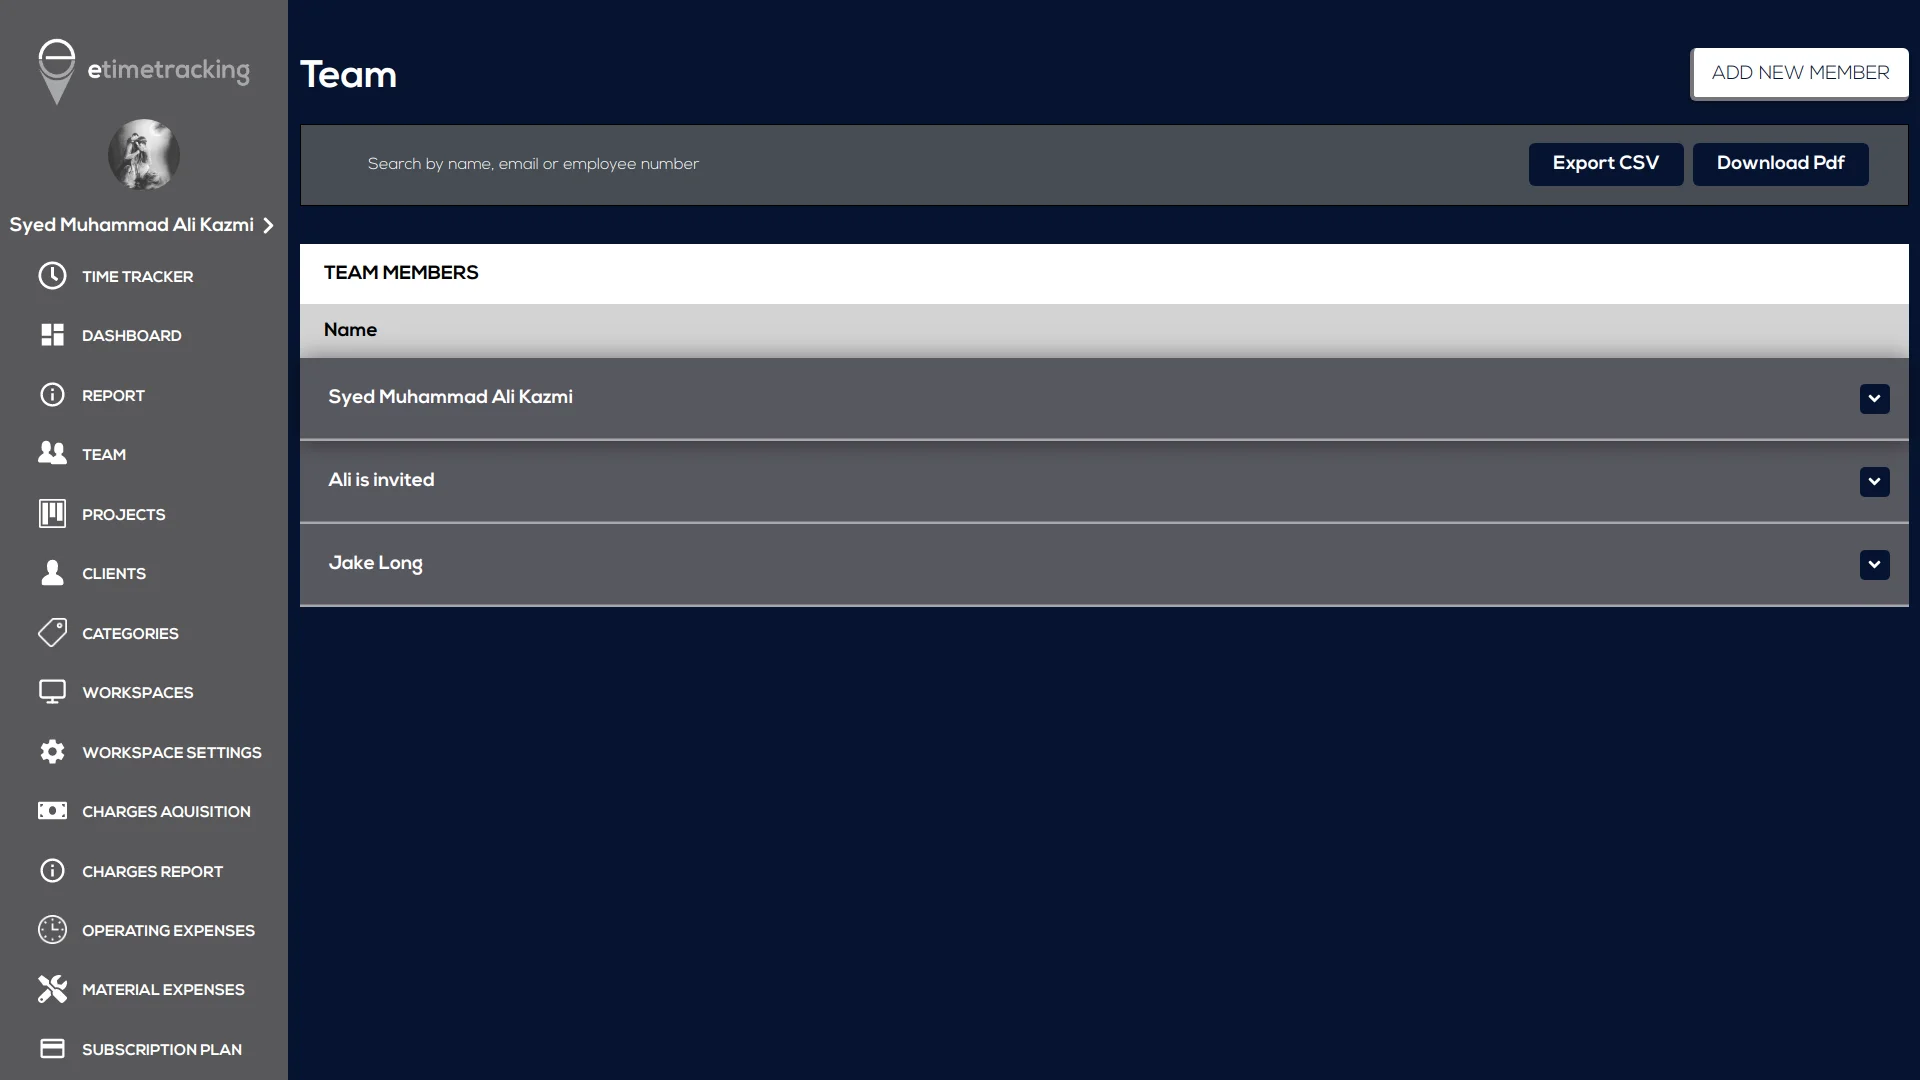 etimetracking
Syed Muhammad Ali Kazmi
TIME TRACKER
DASHBOARD
REPORT
TEAM
PROJECTS
CLIENTS
CATEGORIES
WORKSPACES
WORKSPACE SETTINGS
CHARGES AQUISITION
CHARGES REPORT
OPERATING EXPENSES
MATERIAL EXPENSES
SUBSCRIPTION PLAN
Team
ADD NEW MEMBER
Search by name, email or employee number
Export CSV
Download Pdf
TEAM MEMBERS
Name
Syed Muhammad Ali Kazmi
Ali is invited
Jake Long